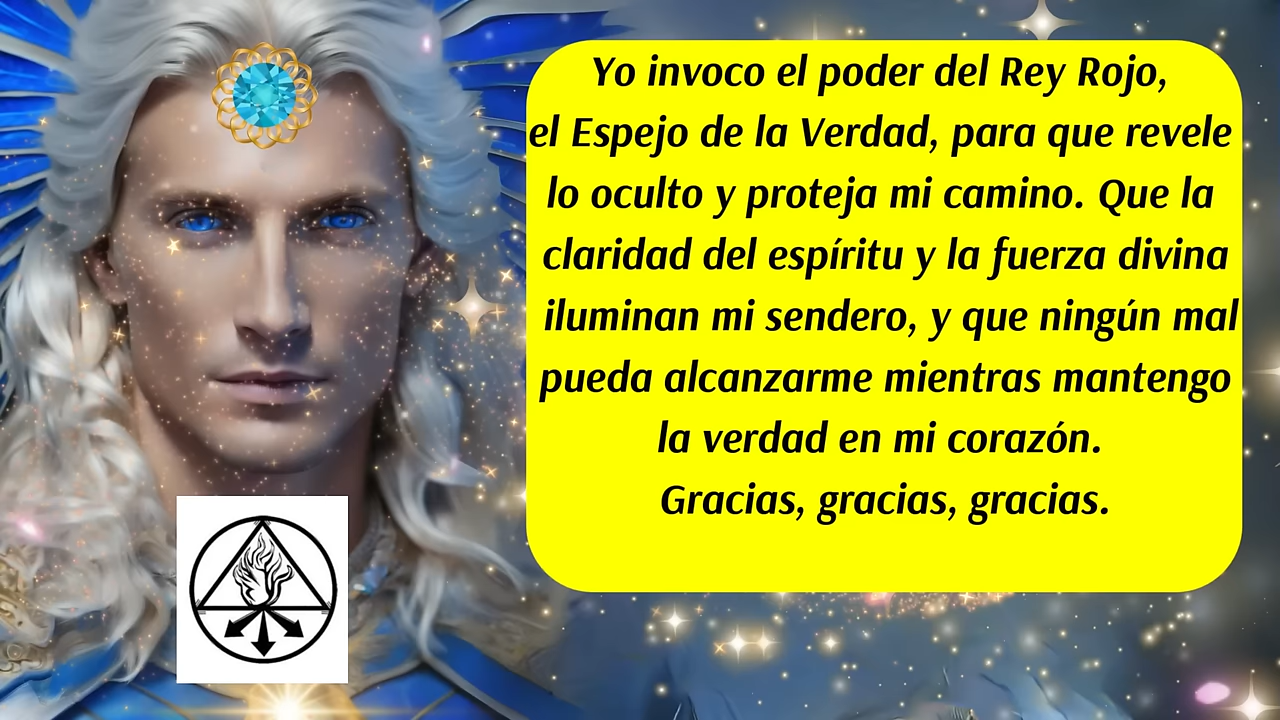 Yo invoco el poder del Rey Rojo,
el Espejo de la Verdad, para que revele
lo oculto y proteja mi camino. Que la
claridad del espíritu y la fuerza divina
iluminan mi sendero, y que ningún mal
pueda alcanzarme mientras mantengo
la verdad en mi corazón.
Gracias, gracias, gracias.